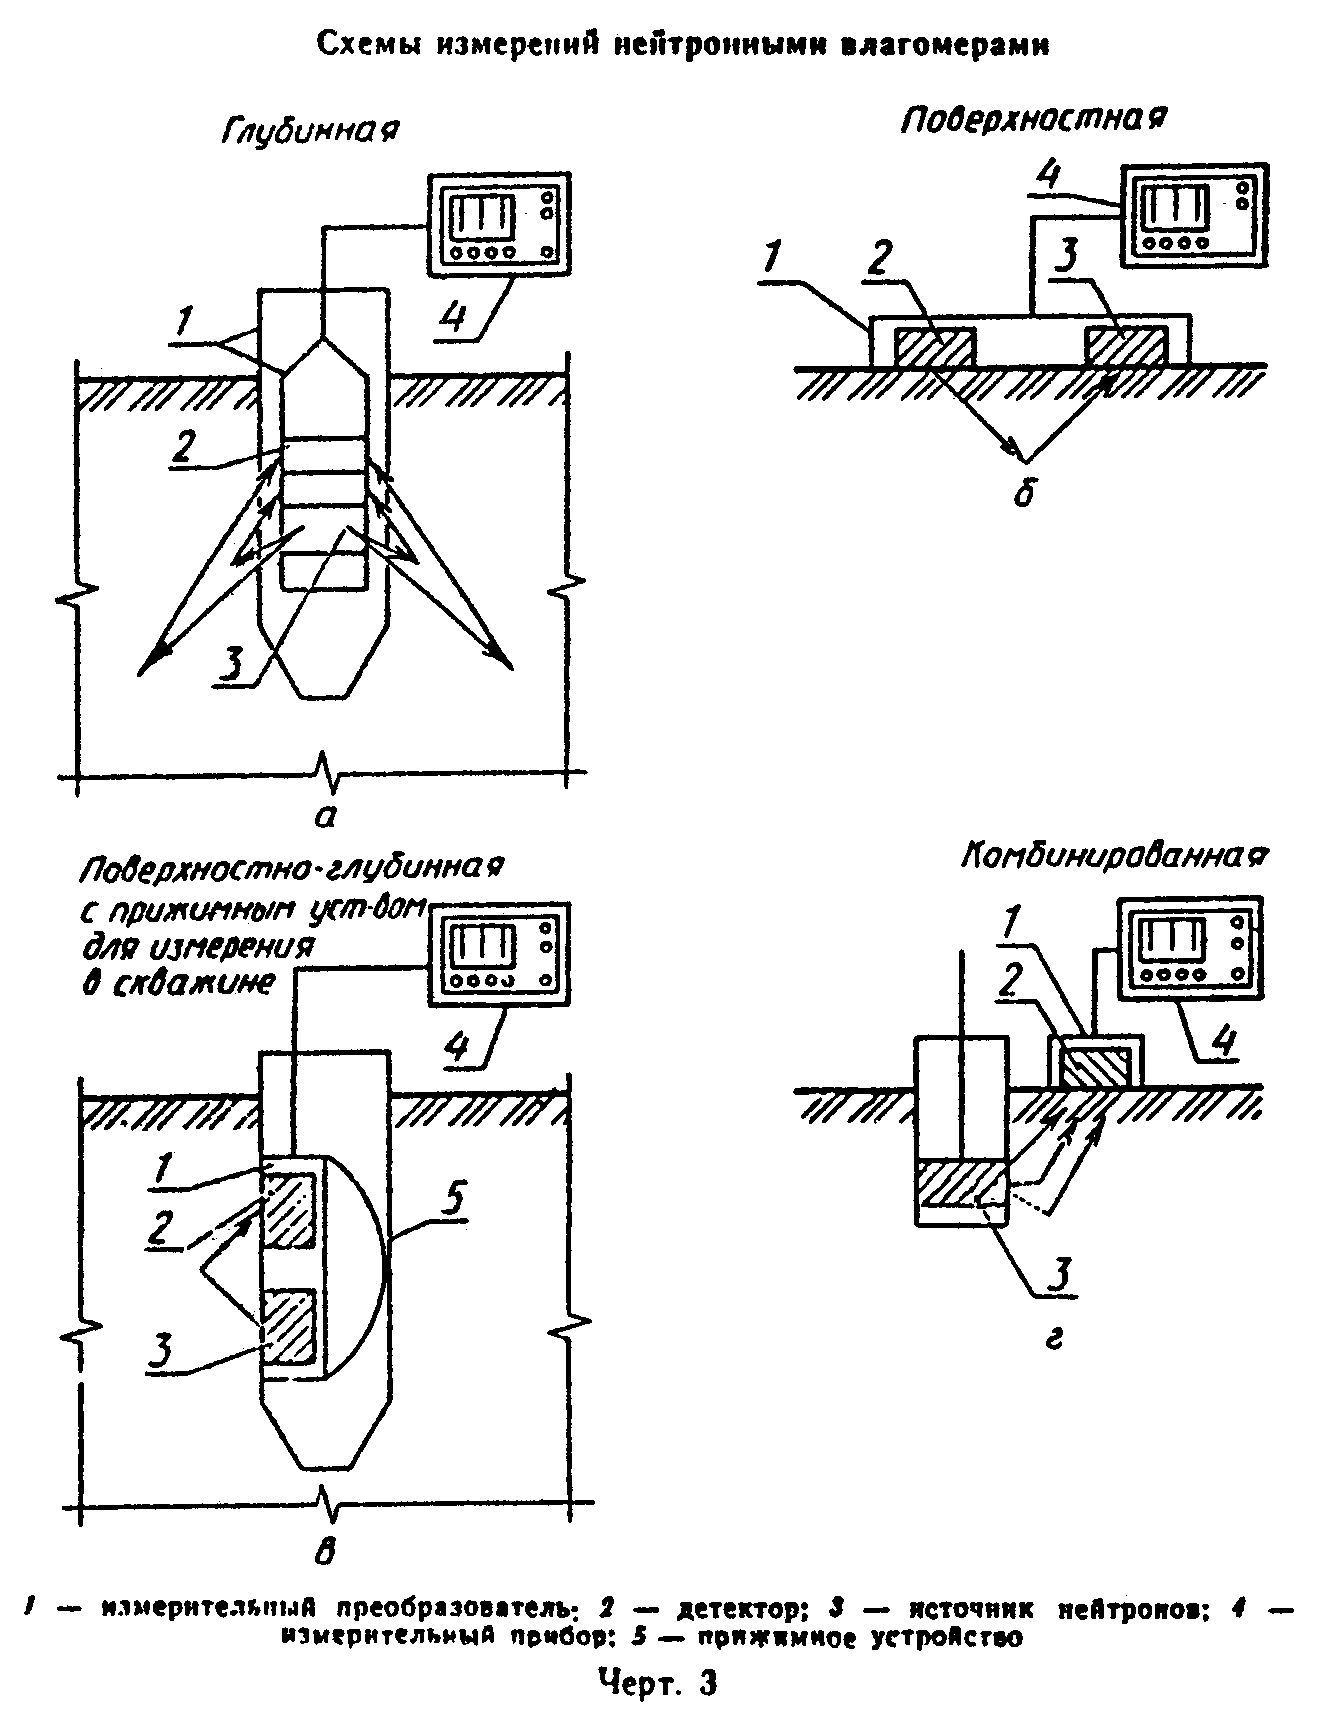 Схемы измерений нейтронными влагомерами
Глубинная
4
1
2
3
а
Поверхностная
4
1
2
3
б
Поверхностно-глубинная
с прижимным уст-вом
для измерения
в скважине
4
1
2
5
3
в
Комбинированная
1
2
4
3
г
1 — измерительный преобразователь; 2 — детектор; 3 — источник нейтронов; 4 —
измерительный прибор; 5 — прижимное устройство
Черт. 3